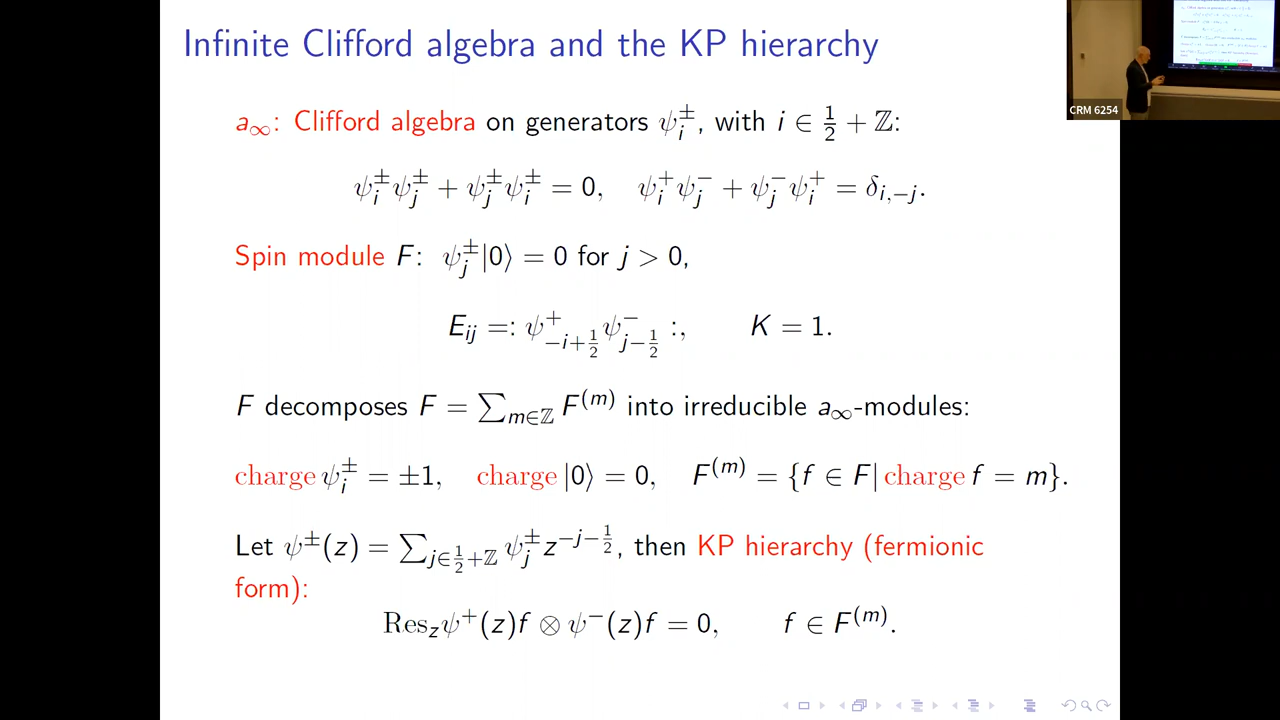 Infinite Clifford algebra and the KP hierarchy
CRM 6254
a∞: Clifford algebra on generators ψᵢ^±, with i ∈ 1/2 + ℤ:
ψ_i^± ψ_j^± + ψ_j^± ψ_i^± = 0, ψ_i^+ ψ_j^- + ψ_j^- ψ_i^+ = δ_{i,-j}.
Spin module F: ψ_j^± |0⟩ = 0 for j > 0,
E_{ij} =: ψ^+_{-i+1/2} ψ^-_{j-1/2} :, K = 1.
F decomposes F = ∑_{m∈ℤ} F^{(m)} into irreducible a∞-modules:
charge ψ_i^± = ±1, charge |0⟩ = 0, F^{(m)} = {f ∈ F| charge f = m}.
Let ψ^±(z) = ∑_{j∈1/2+ℤ} ψ_j^± z^{-j-1/2}, then KP hierarchy (fermionic
form):
Res_z ψ^+(z)f ⊗ ψ^-(z)f = 0, f ∈ F^{(m)}.